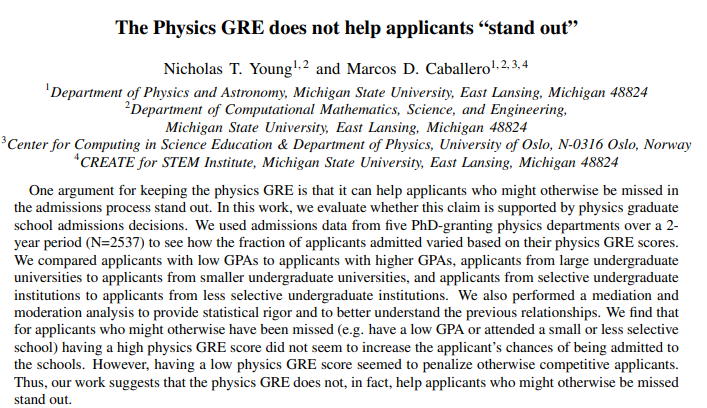 The Physics GRE does not help applicants “stand out”
Nicholas T. Young1,2 and Marcos D. Caballero1,2,3,4
1Department of Physics and Astronomy, Michigan State University, East Lansing, Michigan 48824
2Department of Computational Mathematics, Science, and Engineering,
Michigan State University, East Lansing, Michigan 48824
3Center for Computing in Science Education & Department of Physics, University of Oslo, N-0316 Oslo, Norway
4CREATE for STEM Institute, Michigan State University, East Lansing, Michigan 48824
One argument for keeping the physics GRE is that it can help applicants who might otherwise be missed in
the admissions process stand out. In this work, we evaluate whether this claim is supported by physics graduate
school admissions decisions. We used admissions data from five PhD-granting physics departments over a 2-
year period (N=2537) to see how the fraction of applicants admitted varied based on their physics GRE scores.
We compared applicants with low GPAs to applicants with higher GPAs, applicants from large undergraduate
universities to applicants from smaller undergraduate universities, and applicants from selective undergraduate
institutions to applicants from less selective undergraduate institutions. We also performed a mediation and
moderation analysis to provide statistical rigor and to better understand the previous relationships. We find that
for applicants who might otherwise have been missed (e.g. have a low GPA or attended a small or less selective
school) having a high physics GRE score did not seem to increase the applicant’s chances of being admitted to
the schools. However, having a low physics GRE score seemed to penalize otherwise competitive applicants.
Thus, our work suggests that the physics GRE does not, in fact, help applicants who might otherwise be missed
stand out.